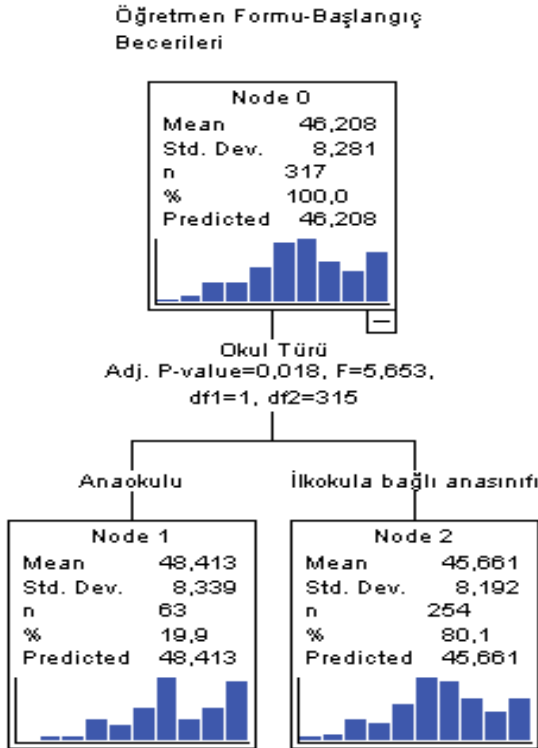 Öğretmen Formu-Başlangıç
Becerileri
Node 0
Mean 46,208
Std. Dev. 8,281
n 317
% 100,0
Predicted 46,208
Okul Türü
Adj. P-value=0,018, F=5,653,
df1=1, df2=315
Anaokulu
Node 1
Mean 48,413
Std. Dev. 8,339
n 63
% 19,9
Predicted 48,413
İlkokula bağlı anasınıfı
Node 2
Mean 45,661
Std. Dev. 8,192
n 254
% 80,1
Predicted 45,661